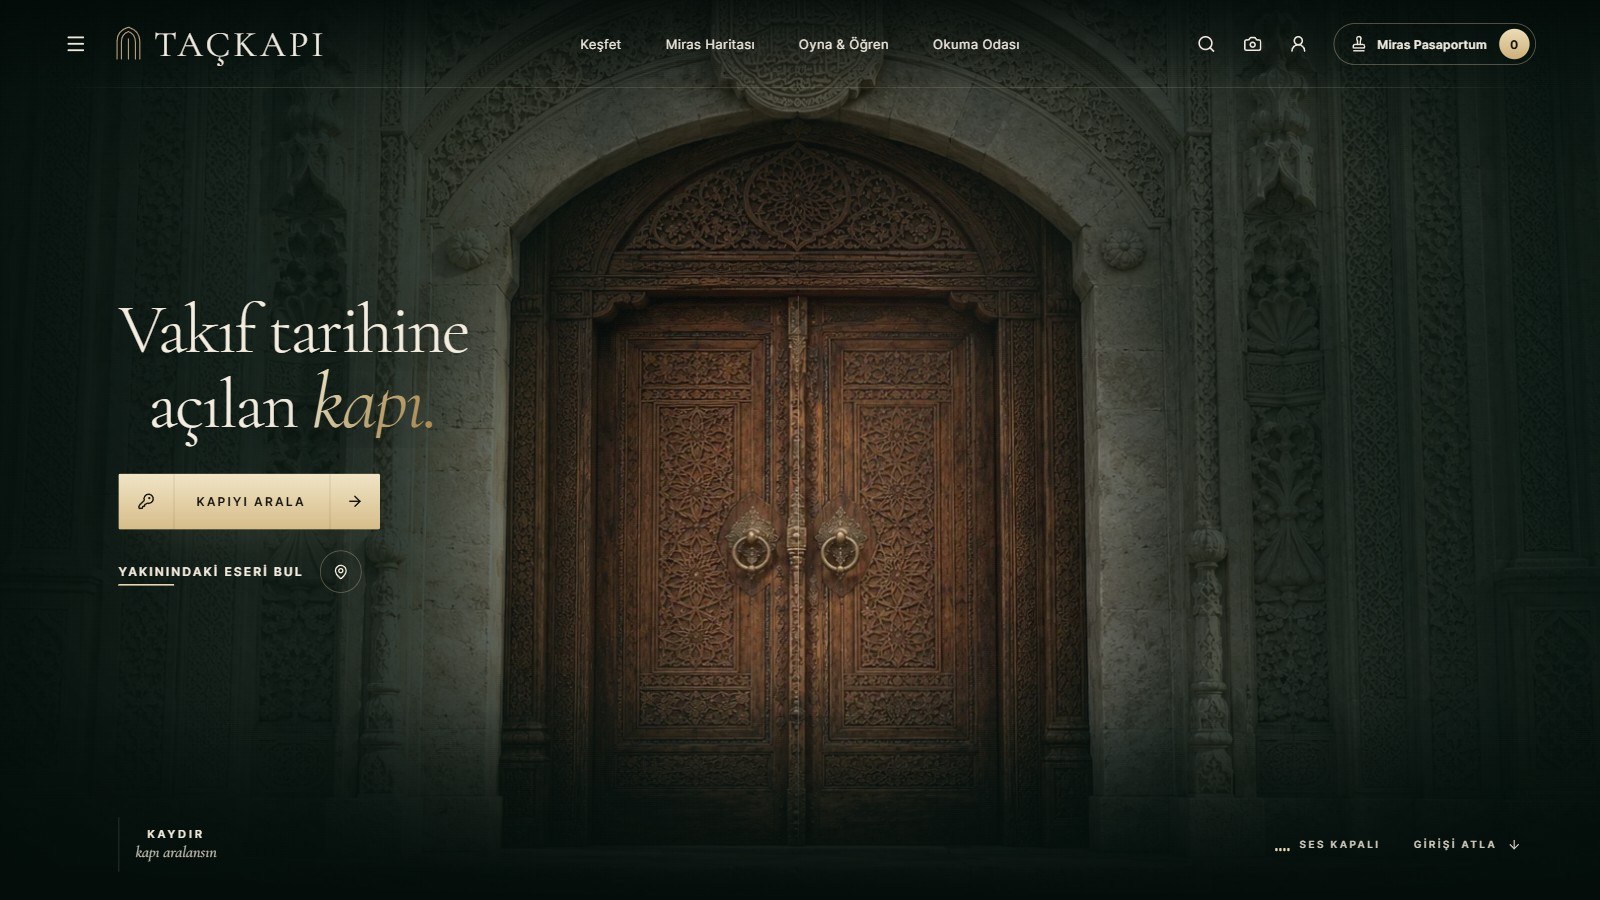 TAÇKAPI
Keşfet
Miras Haritası
Oyna & Öğren
Okuma Odası
Miras Pasaportum
0
Vakıf tarihine
açılan kapı.
KAPIYI ARALA
YAKININDAKİ ESERİ BUL
KAYDIR
kapı aralansın
SES KAPALI
GİRİŞİ ATLA